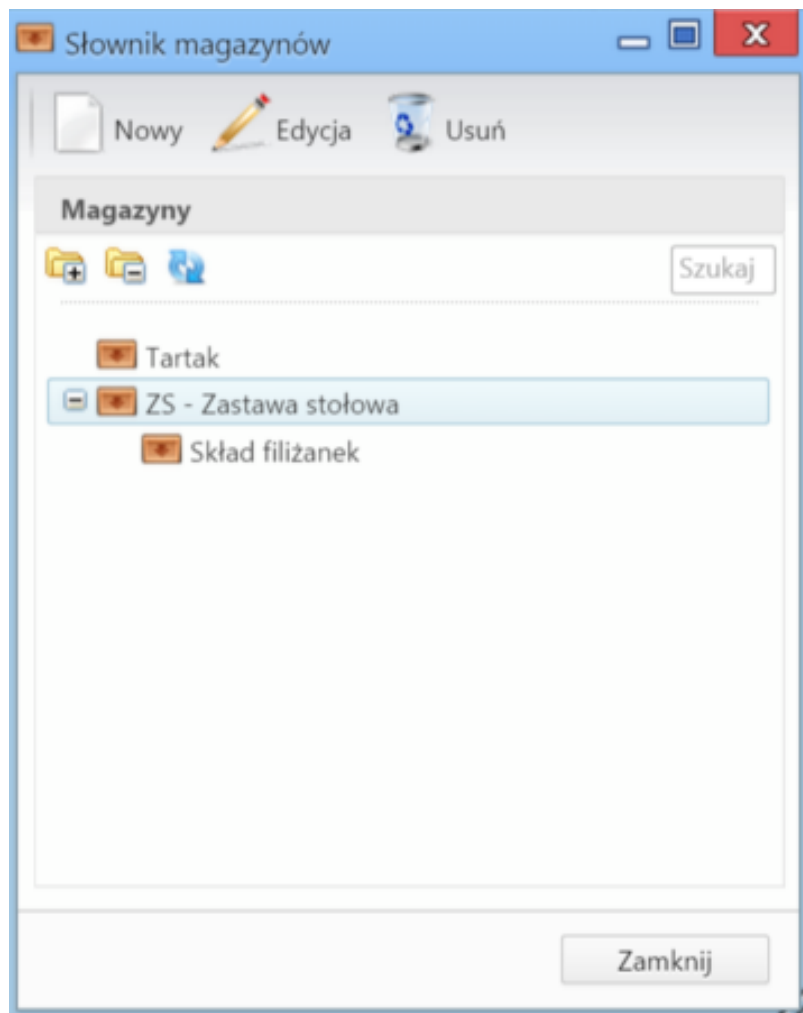 Słownik magazynów
Nowy Edycja Usuń
Magazyny
Szukaj
Tartak
ZS - Zastawa stołowa
Skład filiżanek
Zamknij